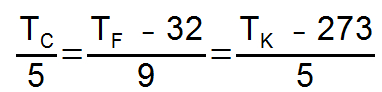 T_C/5 = (T_F - 32)/9 = (T_K - 273)/5